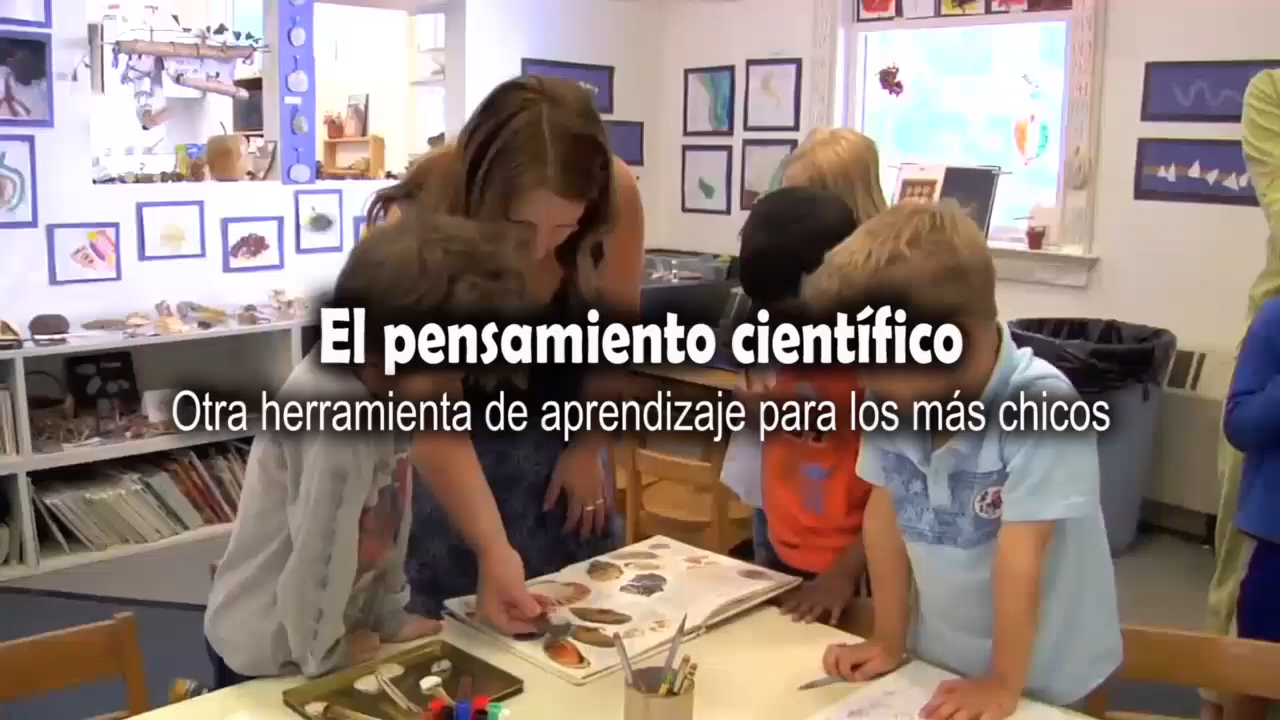 El pensamiento científico
Otra herramienta de aprendizaje para los más chicos